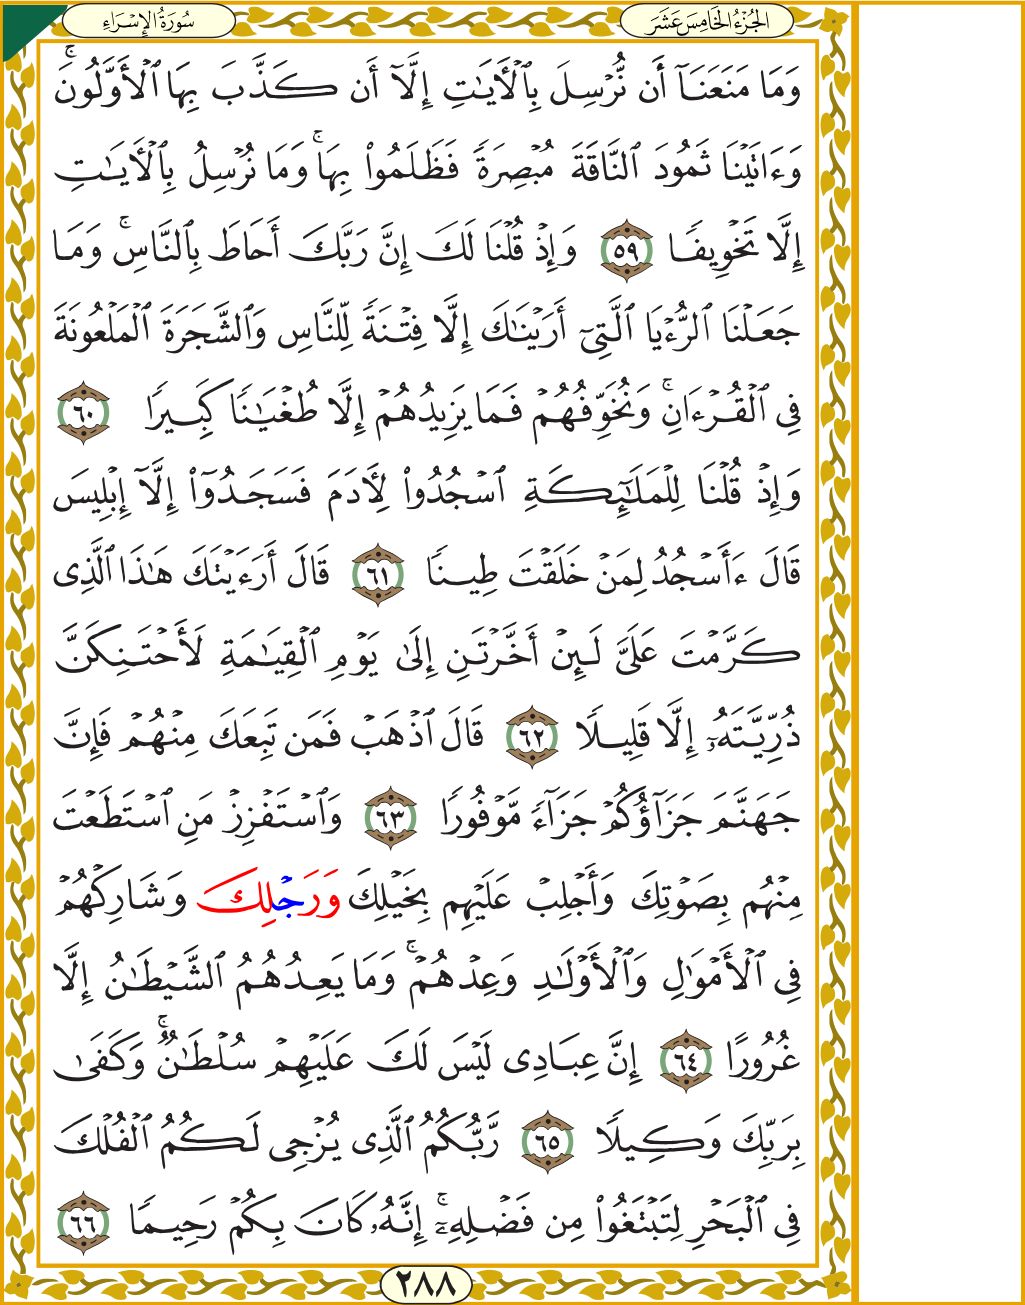 سُورَةُ الإِسْرَاءِ
الجُزْءُ الخَامِسَ عَشَرَ
وَمَا مَنَعَنَآ أَن نُّرْسِلَ بِٱلْأَيَـٰتِ إِلَّآ أَن كَذَّبَ بِهَا ٱلْأَوَّلُونَۚ
وَءَاتَيْنَا ثَمُودَ ٱلنَّاقَةَ مُبْصِرَةً فَظَلَمُوا۟ بِهَاۚ وَمَا نُرْسِلُ بِٱلْأَيَـٰتِ
إِلَّا تَخْوِيفًا ٥٩ وَإِذْ قُلْنَا لَكَ إِنَّ رَبَّكَ أَحَاطَ بِٱلنَّاسِۚ وَمَا
جَعَلْنَا ٱلرُّءْيَا ٱلَّتِىٓ أَرَيْنَـٰكَ إِلَّا فِتْنَةً لِّلنَّاسِ وَٱلشَّجَرَةَ ٱلْمَلْعُونَةَ
فِى ٱلْقُرْءَانِۚ وَنُخَوِّفُهُمْ فَمَا يَزِيدُهُمْ إِلَّا طُغْيَـٰنًا كَبِيرًا ٦٠
وَإِذْ قُلْنَا لِلْمَلَـٰٓئِكَةِ ٱسْجُدُوا۟ لِأَدَمَ فَسَجَدُوٓا۟ إِلَّآ إِبْلِيسَ
قَالَ ءَأَسْجُدُ لِمَنْ خَلَقْتَ طِينًا ٦١ قَالَ أَرَءَيْتَكَ هَـٰذَا ٱلَّذِى
كَرَّمْتَ عَلَىَّ لَئِنْ أَخَّرْتَنِ إِلَىٰ يَوْمِ ٱلْقِيَـٰمَةِ لَأَحْتَنِكَنَّ
ذُرِّيَّتَهُۥٓ إِلَّا قَلِيلًا ٦٢ قَالَ ٱذْهَبْ فَمَن تَبِعَكَ مِنْهُمْ فَإِنَّ
جَهَنَّمَ جَزَآؤُكُمْ جَزَآءً مَّوْفُورًا ٦٣ وَٱسْتَفْزِزْ مَنِ ٱسْتَطَعْتَ
مِنْهُم بِصَوْتِكَ وَأَجْلِبْ عَلَيْهِم بِخَيْلِكَ وَرَجْلِكَ وَشَارِكْهُمْ
فِى ٱلْأَمْوَٰلِ وَٱلْأَوْلَـٰدِ وَعِدْهُمْۚ وَمَا يَعِدُهُمُ ٱلشَّيْطَـٰنُ إِلَّا
غُرُورًا ٦٤ إِنَّ عِبَادِى لَيْسَ لَكَ عَلَيْهِمْ سُلْطَـٰنٌۚ وَكَفَىٰ
بِرَبِّكَ وَكِيلًا ٦٥ رَّبُّكُمُ ٱلَّذِى يُزْجِى لَكُمُ ٱلْفُلْكَ
فِى ٱلْبَحْرِ لِتَبْتَغُوا۟ مِن فَضْلِهِۦٓۚ إِنَّهُۥ كَانَ بِكُمْ رَحِيمًا ٦٦
٢٨٨